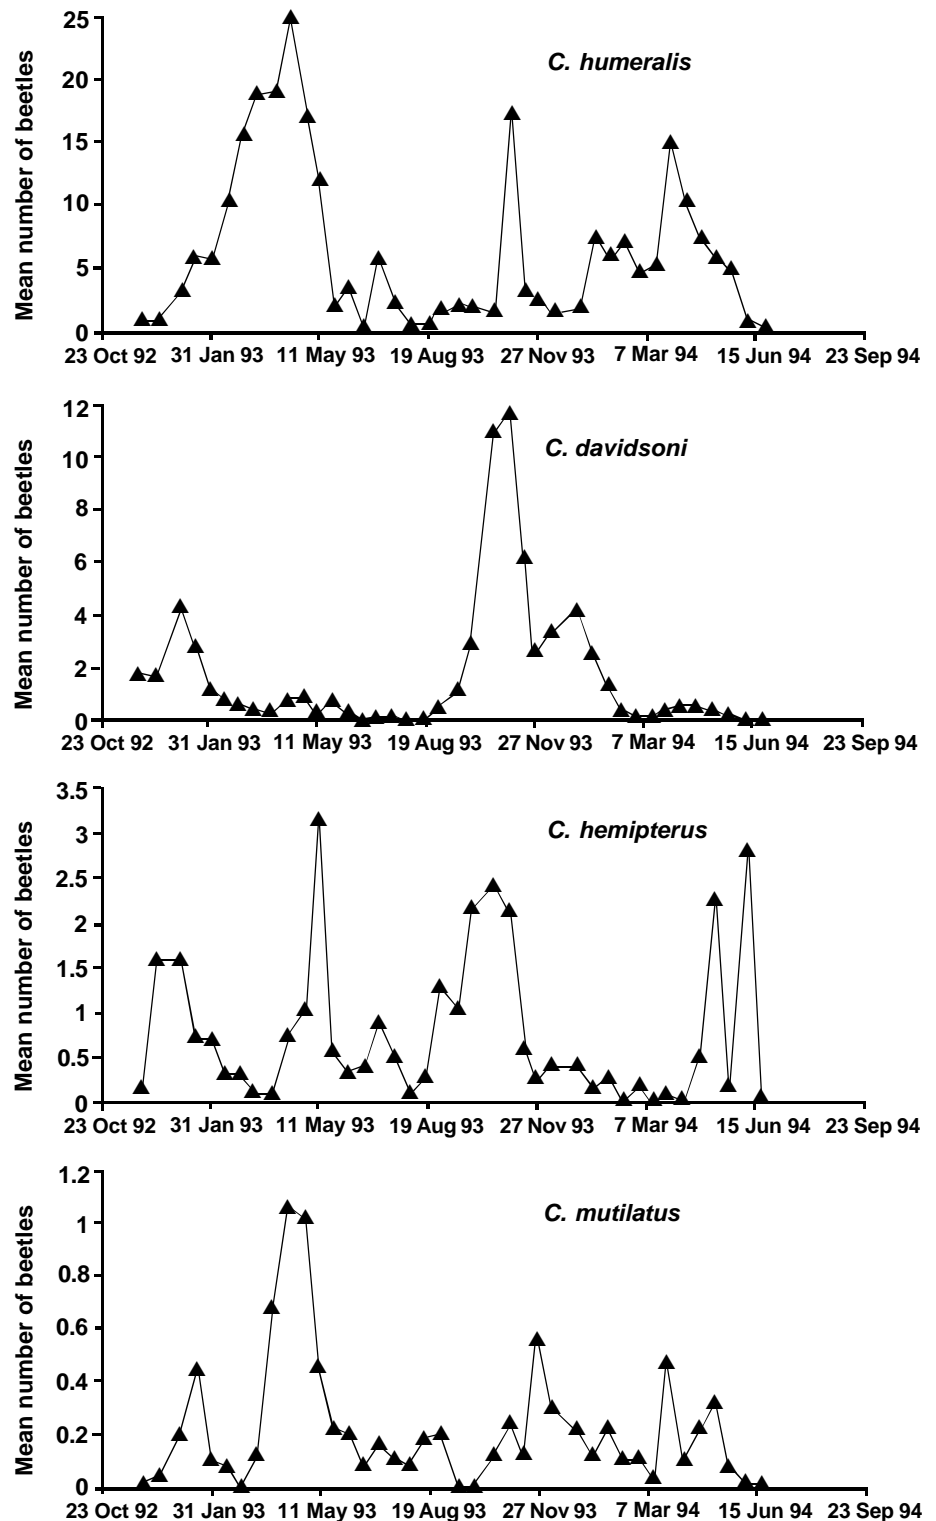 Mean number of beetles
25
20
15
10
5
0
C. humeralis
23 Oct 92 31 Jan 93 11 May 93 19 Aug 93 27 Nov 93 7 Mar 94 15 Jun 94 23 Sep 94
Mean number of beetles
12
10
8
6
4
2
0
C. davidsoni
23 Oct 92 31 Jan 93 11 May 93 19 Aug 93 27 Nov 93 7 Mar 94 15 Jun 94 23 Sep 94
Mean number of beetles
3.5
3
2.5
2
1.5
1
0.5
0
C. hemipterus
23 Oct 92 31 Jan 93 11 May 93 19 Aug 93 27 Nov 93 7 Mar 94 15 Jun 94 23 Sep 94
Mean number of beetles
1.2
1
0.8
0.6
0.4
0.2
0
C. mutilatus
23 Oct 92 31 Jan 93 11 May 93 19 Aug 93 27 Nov 93 7 Mar 94 15 Jun 94 23 Sep 94